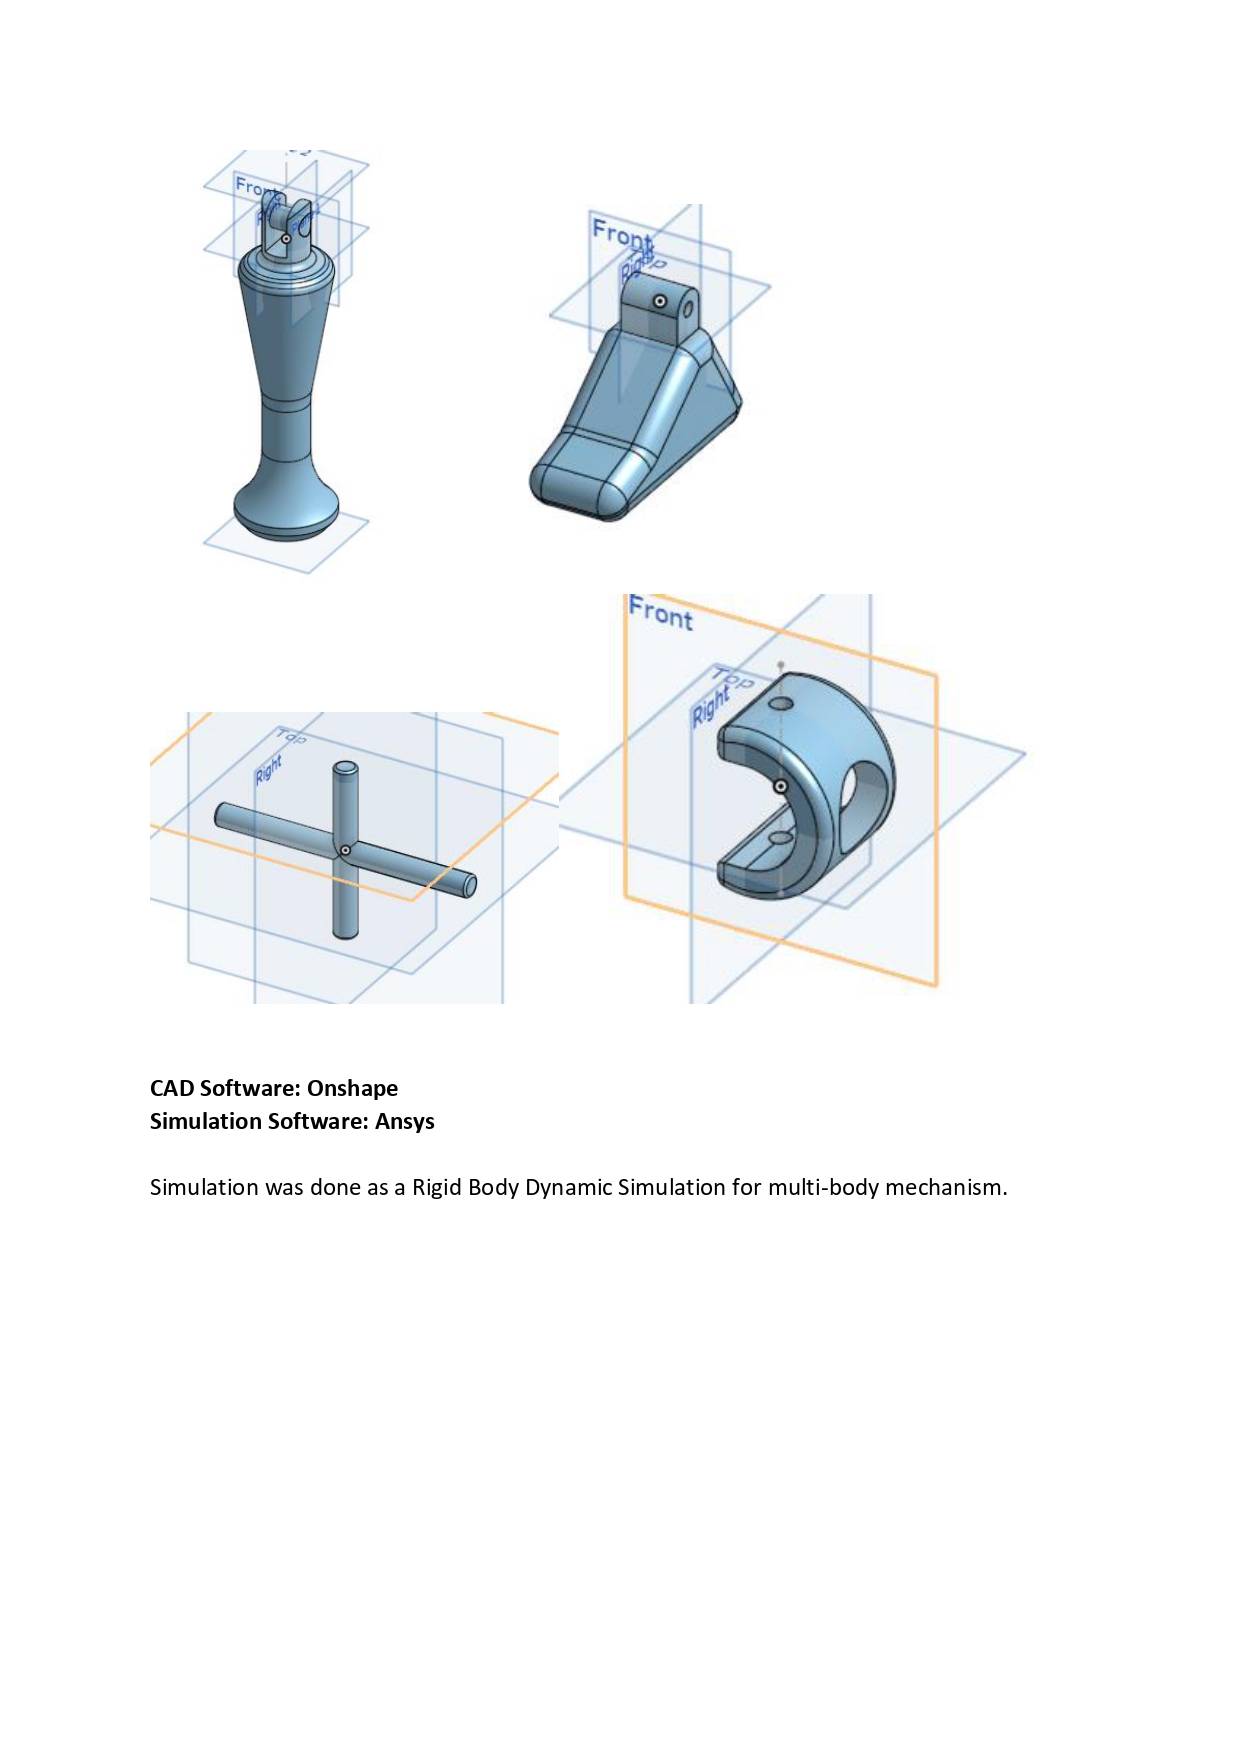 Front
Front
Right
Top
Front
Top
Right
Top
Right
CAD Software: Onshape
Simulation Software: Ansys
Simulation was done as a Rigid Body Dynamic Simulation for multi-body mechanism.